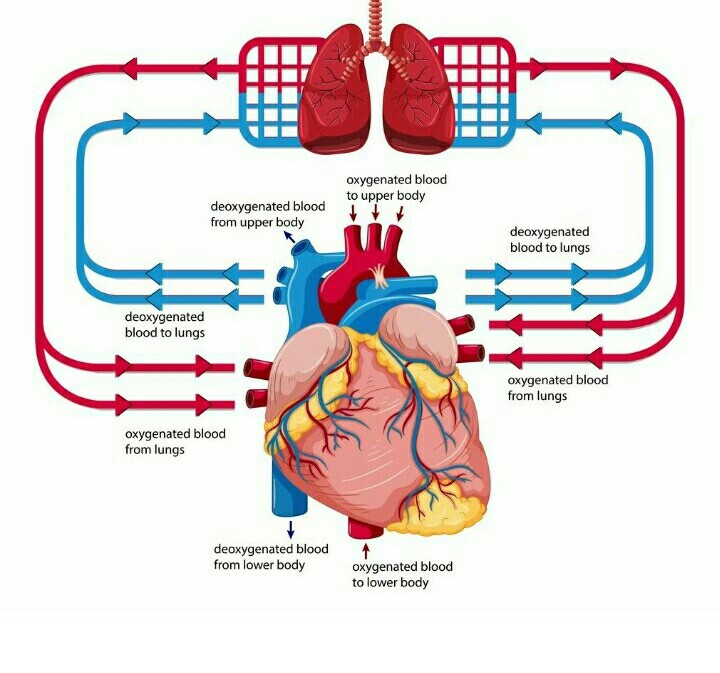 oxygenated blood
to upper body
deoxygenated blood
from upper body
deoxygenated
blood to lungs
deoxygenated
blood to lungs
oxygenated blood
from lungs
oxygenated blood
from lungs
deoxygenated blood
from lower body
oxygenated blood
to lower body